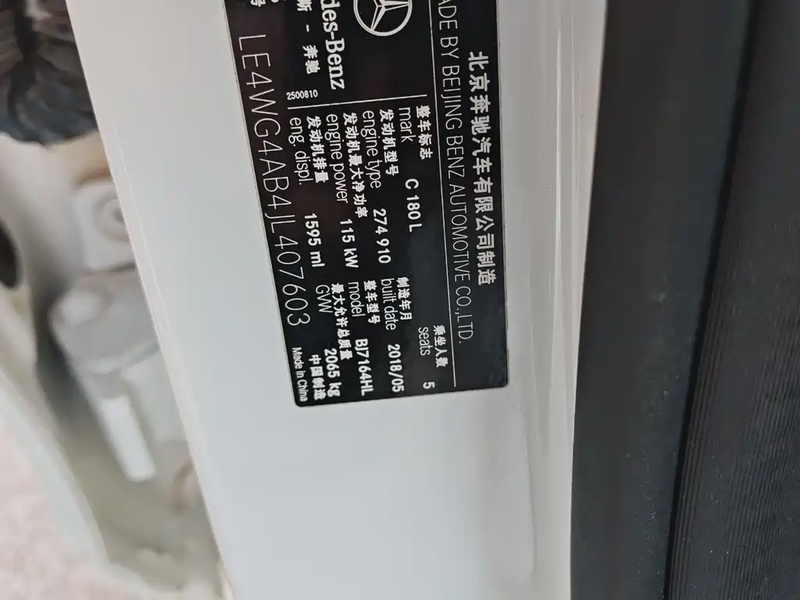 北京奔驰汽车有限公司制造
MADE BY BEIJING BENZ AUTOMOTIVE CO.,LTD.
乘坐人数 5
seats
整车标志 C 180 L
mark
制造年月 2018/05
built date
发动机型号 274 910
engine type
整车型号 BJ7164HL
model
发动机最大净功率 115 kW
engine power
最大允许总质量 2065 kg
GVW
发动机排量 1595 ml
eng. displ.
中国制造
Made in China
des-Benz
斯 - 奔驰
2500810
号
LE4WG4AB4JL407603